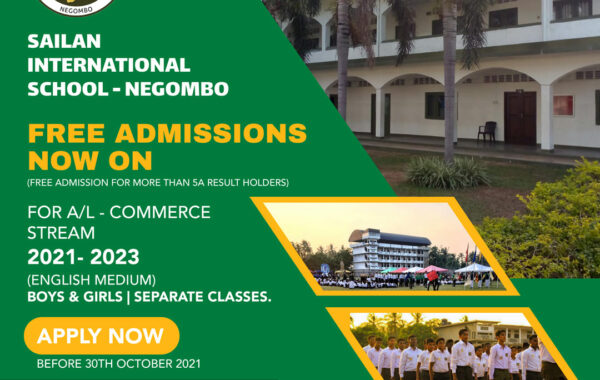 NEGOMBO
SAILAN
INTERNATIONAL
SCHOOL - NEGOMBO
FREE ADMISSIONS
NOW ON
(FREE ADMISSION FOR MORE THAN 5A RESULT HOLDERS)
FOR A/L - COMMERCE
STREAM
2021- 2023
(ENGLISH MEDIUM)
BOYS & GIRLS | SEPARATE CLASSES.
APPLY NOW
BEFORE 30TH OCTOBER 2021